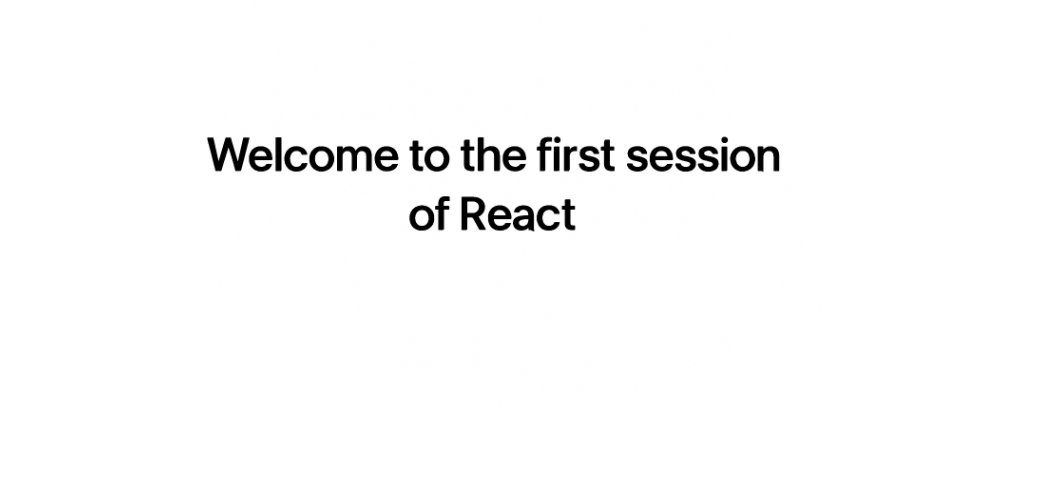 Welcome to the first session
of React